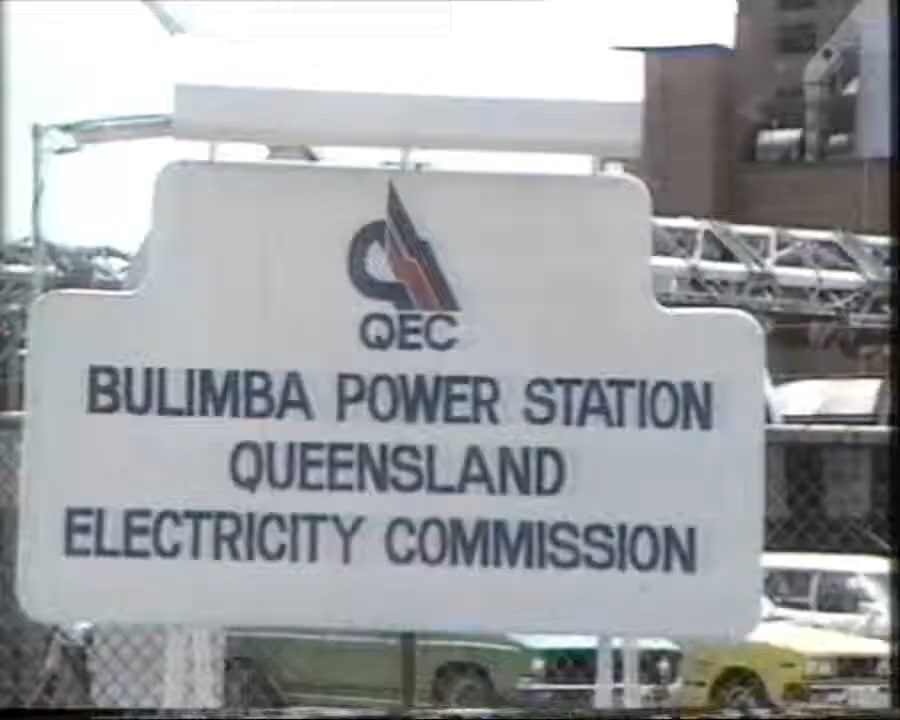 QEC
BULIMBA POWER STATION
QUEENSLAND
ELECTRICITY COMMISSION